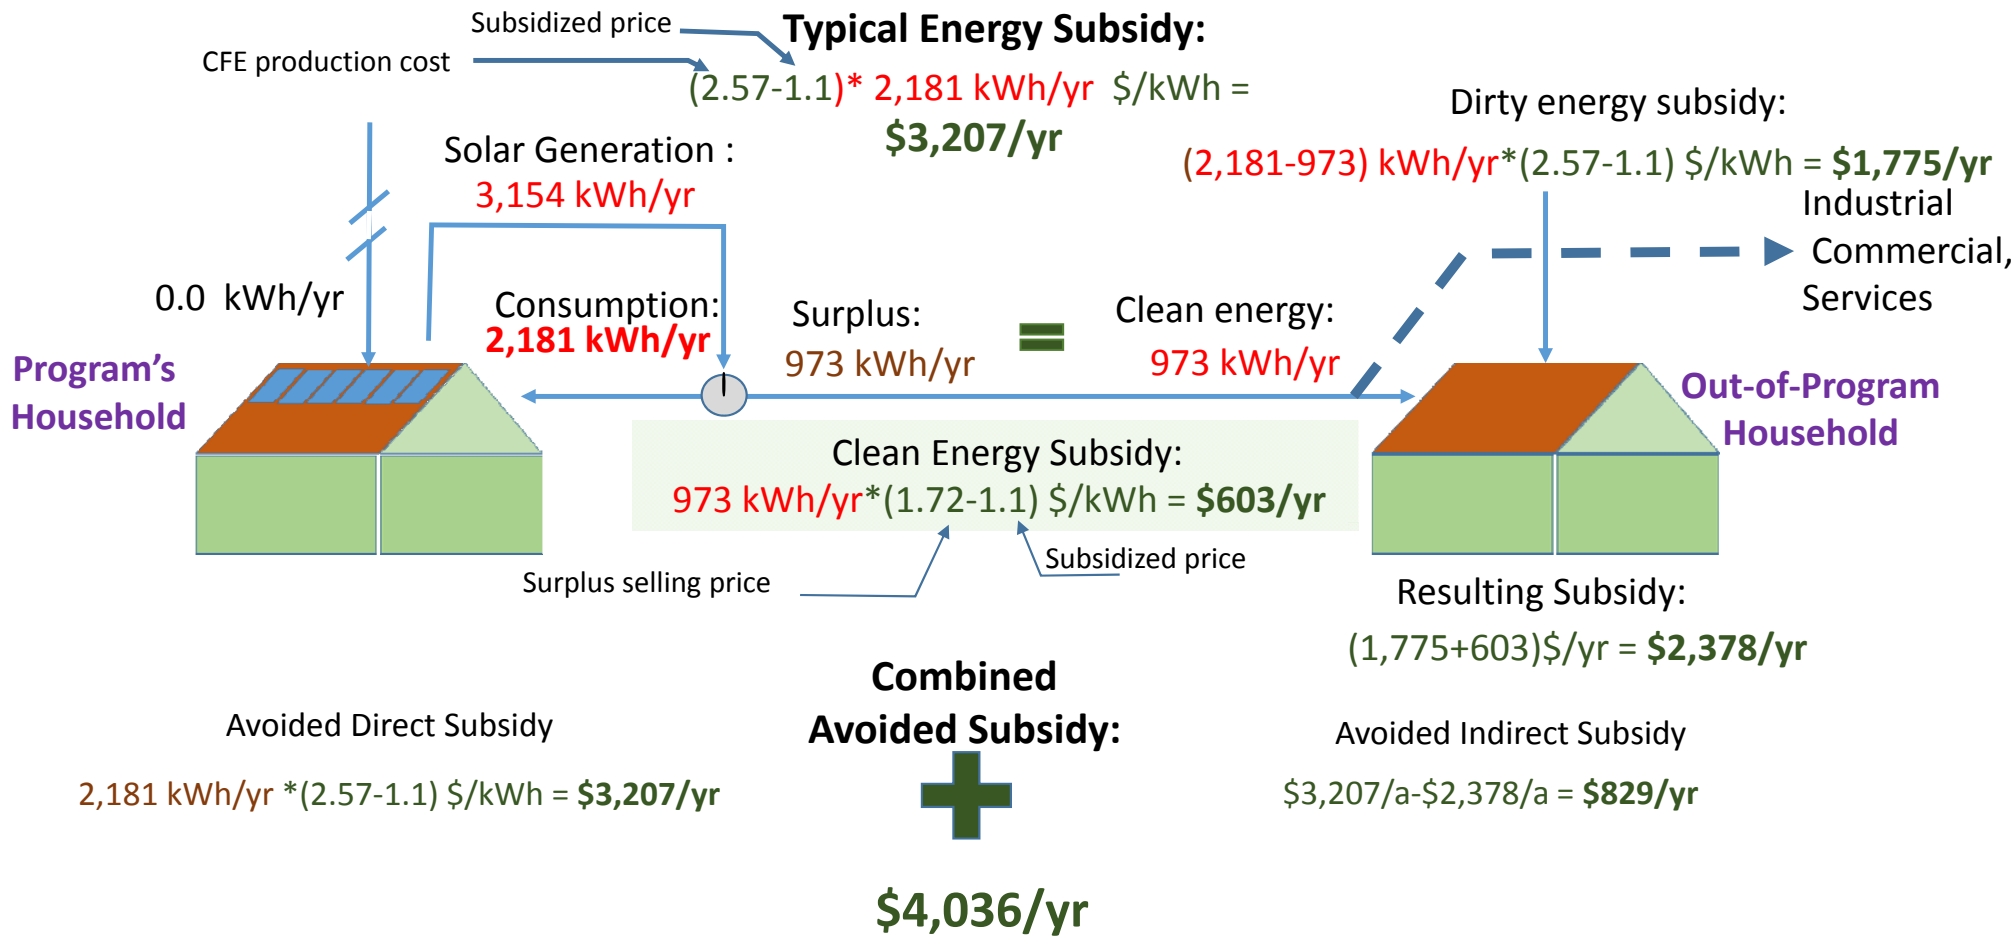 Subsidized price
Typical Energy Subsidy:
CFE production cost
(2.57-1.1)* 2,181 kWh/yr $/kWh =
$3,207/yr
Dirty energy subsidy:
(2,181-973) kWh/yr*(2.57-1.1) $/kWh = $1,775/yr
Solar Generation :
3,154 kWh/yr
Industrial
Commercial,
Services
0.0 kWh/yr
Consumption:
2,181 kWh/yr
Surplus:
973 kWh/yr
=
Clean energy:
973 kWh/yr
Program's
Household
Out-of-Program
Household
Clean Energy Subsidy:
973 kWh/yr*(1.72-1.1) $/kWh = $603/yr
Surplus selling price
Subsidized price
Resulting Subsidy:
(1,775+603)$/yr = $2,378/yr
Combined
Avoided Subsidy:
Avoided Direct Subsidy
2,181 kWh/yr *(2.57-1.1) $/kWh = $3,207/yr
+
Avoided Indirect Subsidy
$3,207/a-$2,378/a = $829/yr
$4,036/yr